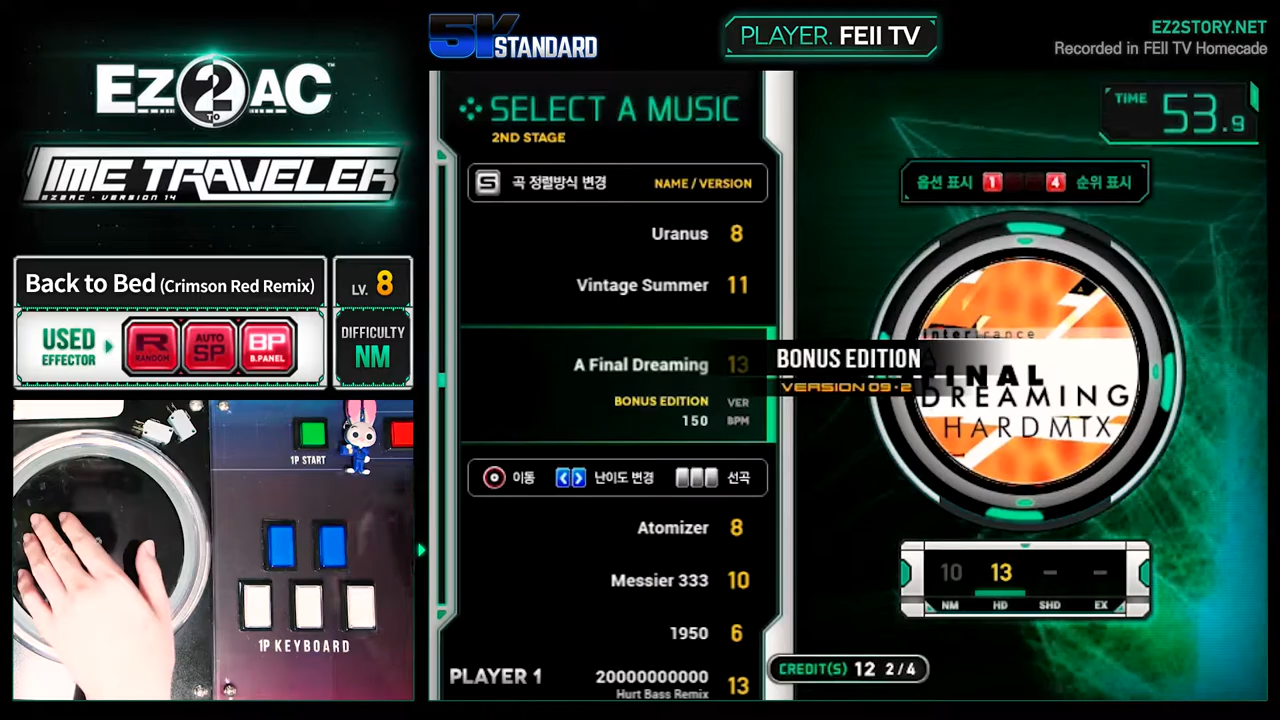 EZ2AC™
TO
TIME TRAVELER
EZ2AC · VERSION 14
Back to Bed (Crimson Red Remix)
LV. 8
USED
EFFECTOR
R
RANDOM
AUTO
SP
BP
B.PANEL
DIFFICULTY
NM
1P START
1P KEYBOARD
5K STANDARD
PLAYER. FEII TV
EZ2STORY.NET
Recorded in FEII TV Homecade
SELECT A MUSIC
2ND STAGE
S 곡 정렬방식 변경 NAME / VERSION
Uranus 8
Vintage Summer 11
A Final Dreaming 13
BONUS EDITION VER
150 BPM
이동 난이도 변경 선곡
Atomizer 8
Messier 333 10
1950 6
PLAYER 1
20000000000 13
Hurt Bass Remix
TIME 53.9
옵션 표시 1 4 순위 표시
BONUS EDITION
VERSION 09·2
intertrance
A
FINAL
DREAMING
HARDMTX
10 13 – –
NM HD SHD EX
CREDIT(S) 12 2/4